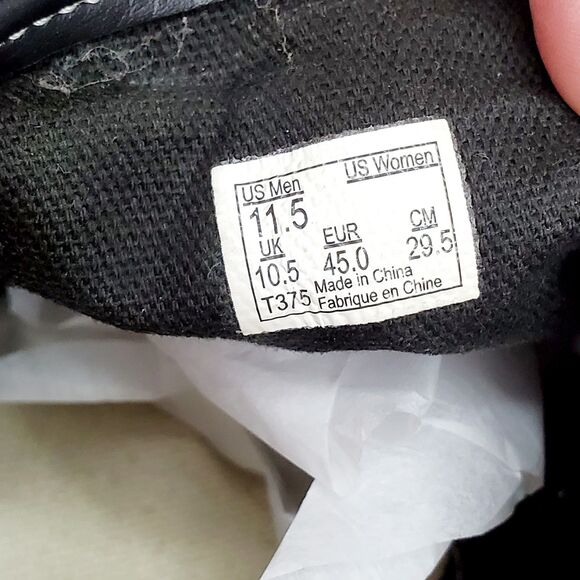 US Men US Women
11.5
UK EUR CM
10.5 45.0 29.5
T375 Made in China
Fabrique en Chine